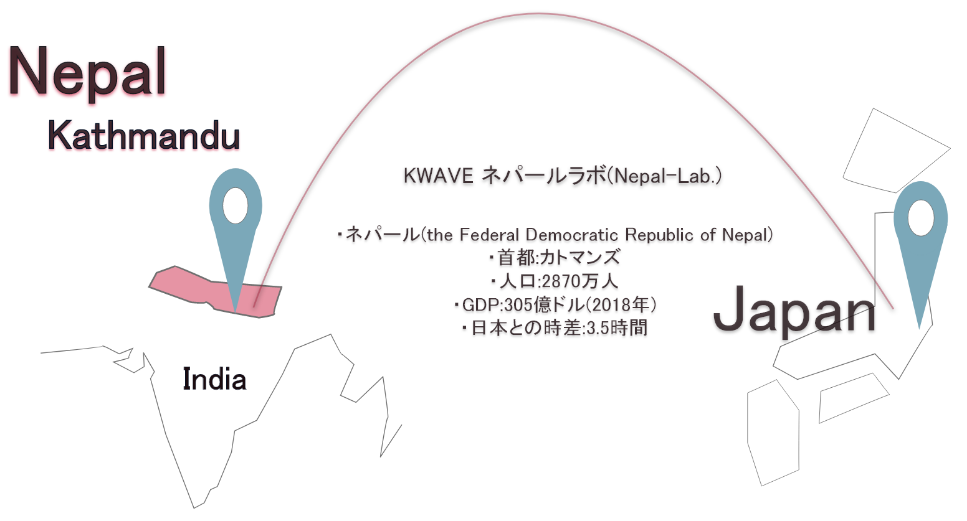 Nepal
Kathmandu
KWAVE ネパールラボ(Nepal-Lab.)
・ネパール(the Federal Democratic Republic of Nepal)
・首都:カトマンズ
・人口:2870万人
・GDP:305億ドル(2018年)
・日本との時差:3.5時間
Japan
India